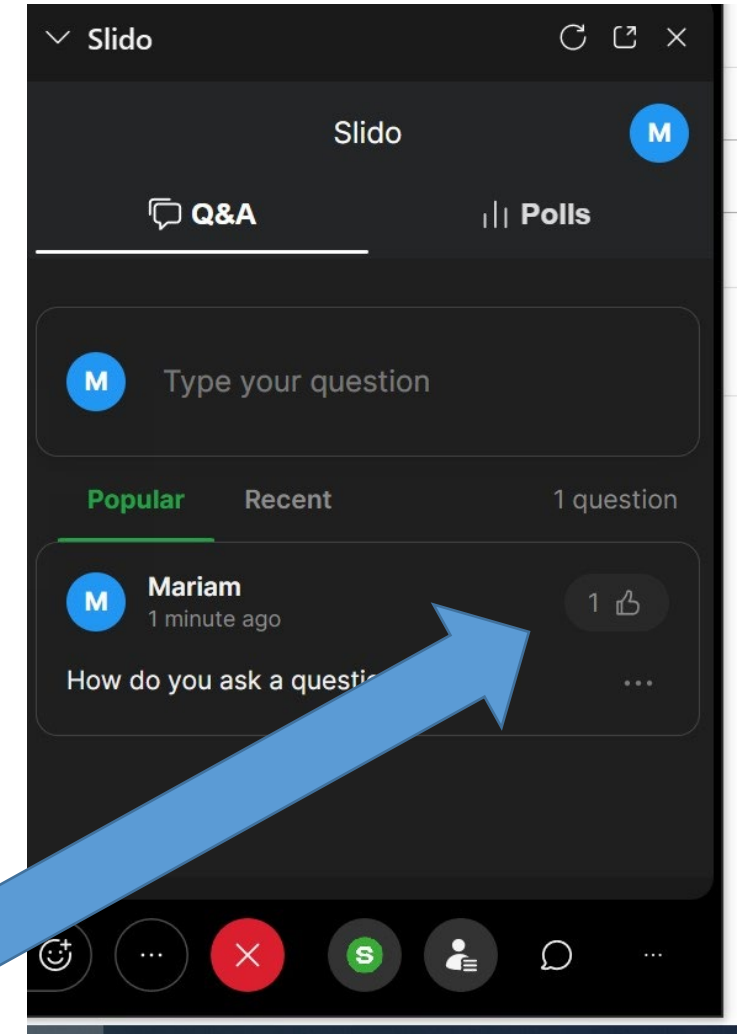 Slido
Slido
M
Q&A
Polls
M
Type your question
Popular
Recent
1 question
M
Mariam
1 minute ago
1
How do you ask a
S